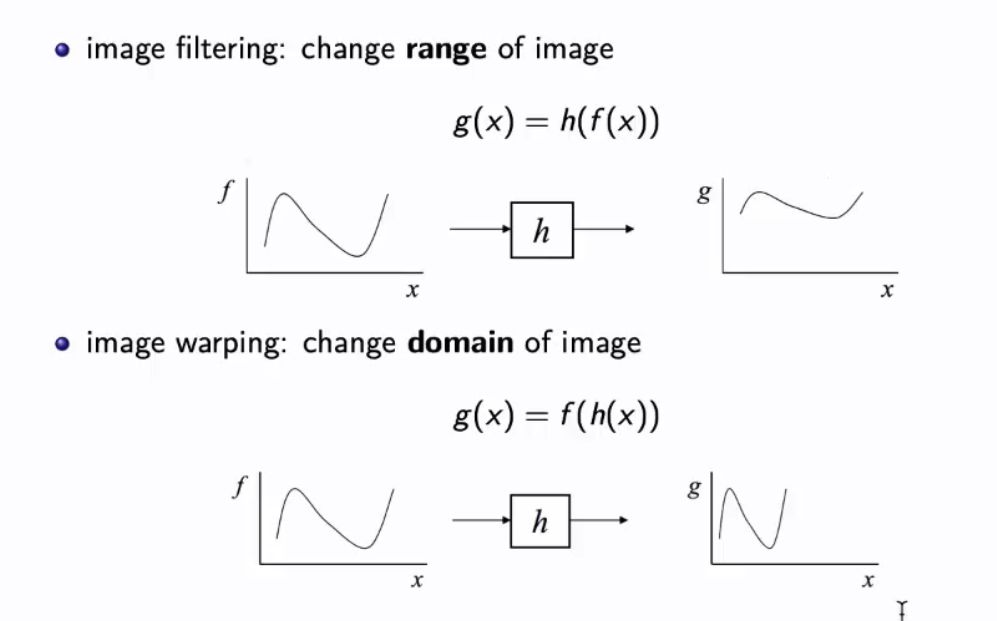 image filtering: change range of image
g(x) = h(f(x))
f
h
g
x
x
image warping: change domain of image
g(x) = f(h(x))
f
h
g
x
x